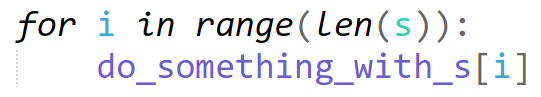 for i in range(len(s)):
    do_something_with_s[i]